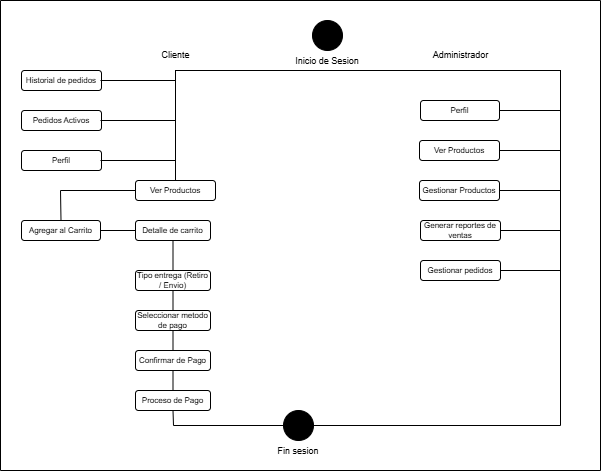 Cliente
Administrador
Inicio de Sesion
Historial de pedidos
Pedidos Activos
Perfil
Ver Productos
Agregar al Carrito
Detalle de carrito
Tipo entrega (Retiro
/ Envio)
Seleccionar metodo
de pago
Confirmar de Pago
Proceso de Pago
Perfil
Ver Productos
Gestionar Productos
Generar reportes de
ventas
Gestionar pedidos
Fin sesion